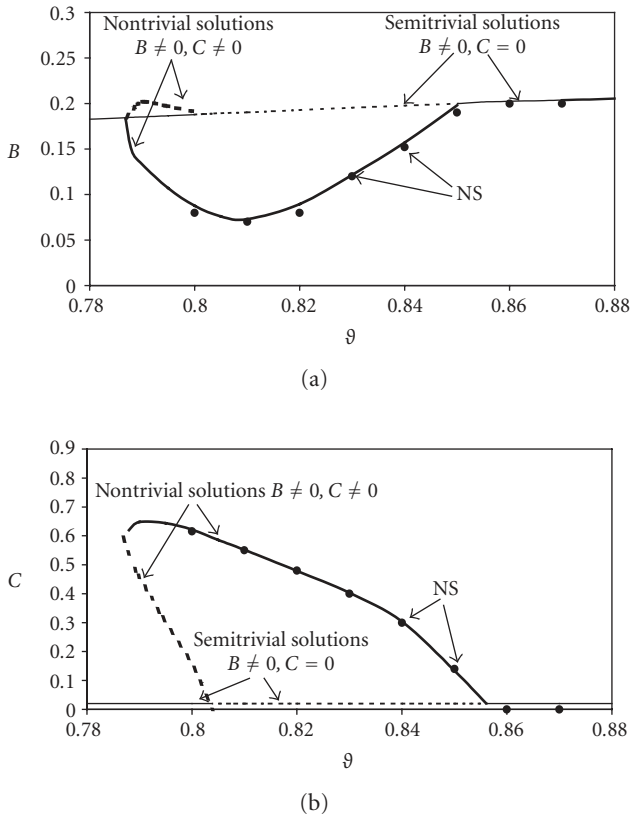 0.3
Nontrivial solutions
B ≠ 0, C ≠ 0
Semitrivial solutions
B ≠ 0, C = 0
0.25
0.2
B
0.15
NS
0.1
0.05
0
0.78 0.8 0.82 0.84 0.86 0.88
ϑ
(a)
0.9
0.8
Nontrivial solutions B ≠ 0, C ≠ 0
0.7
0.6
0.5
C
0.4
NS
0.3
Semitrivial solutions
B ≠ 0, C = 0
0.2
0.1
0
0.78 0.8 0.82 0.84 0.86 0.88
ϑ
(b)